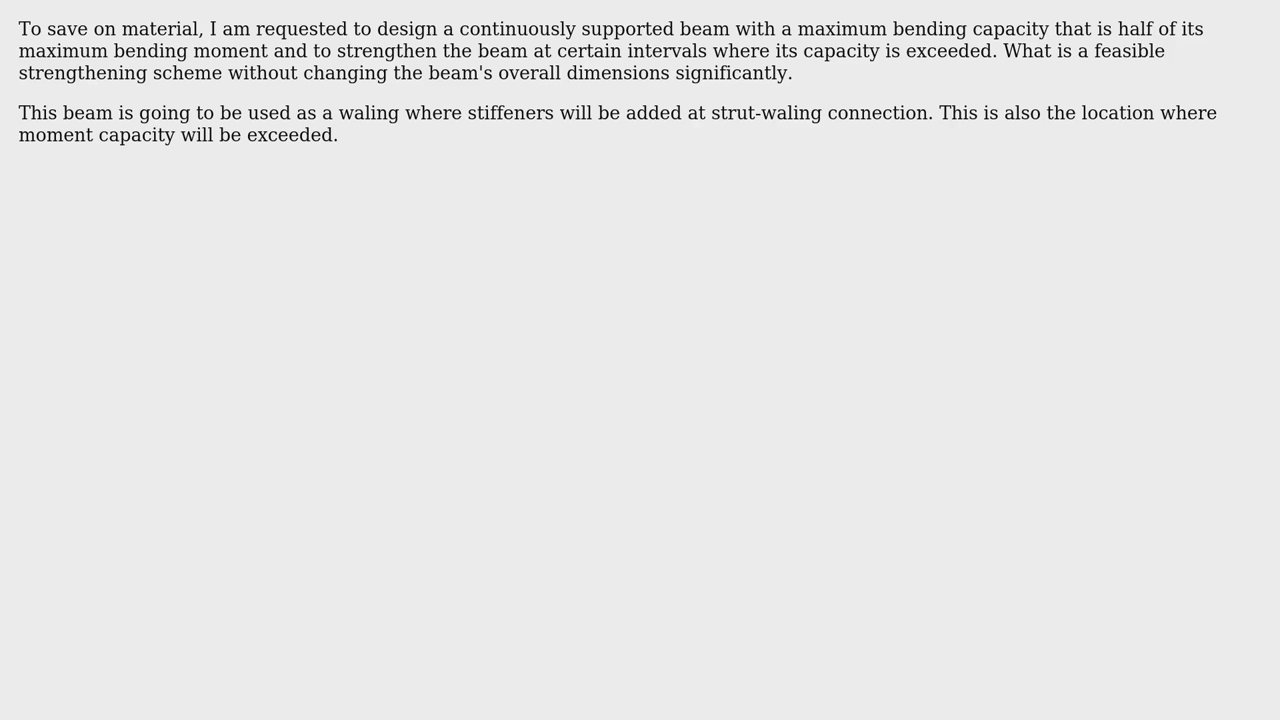 To save on material, I am requested to design a continuously supported beam with a maximum bending capacity that is half of its
maximum bending moment and to strengthen the beam at certain intervals where its capacity is exceeded. What is a feasible
strengthening scheme without changing the beam's overall dimensions significantly.
This beam is going to be used as a waling where stiffeners will be added at strut-waling connection. This is also the location where
moment capacity will be exceeded.